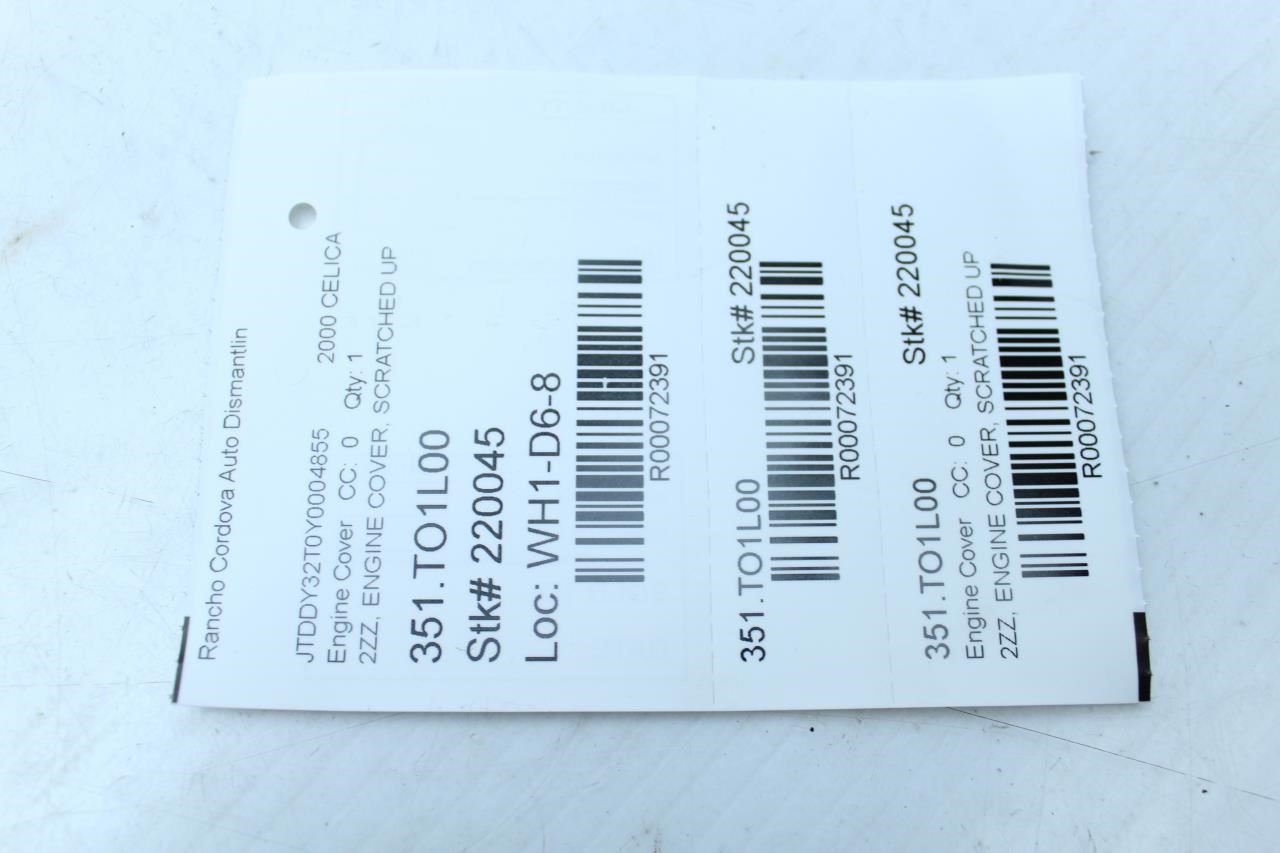 Rancho Cordova Auto Dismantlin
JTDDY32T0Y0004855 2000 CELICA
Engine Cover CC: 0 Qty: 1
2ZZ, ENGINE COVER, SCRATCHED UP
351.TO1L00
Stk# 220045
Loc: WH1-D6-8
R00072391
351.TO1L00 Stk# 220045
R00072391
351.TO1L00 Stk# 220045
Engine Cover CC: 0 Qty: 1
2ZZ, ENGINE COVER, SCRATCHED UP
R00072391